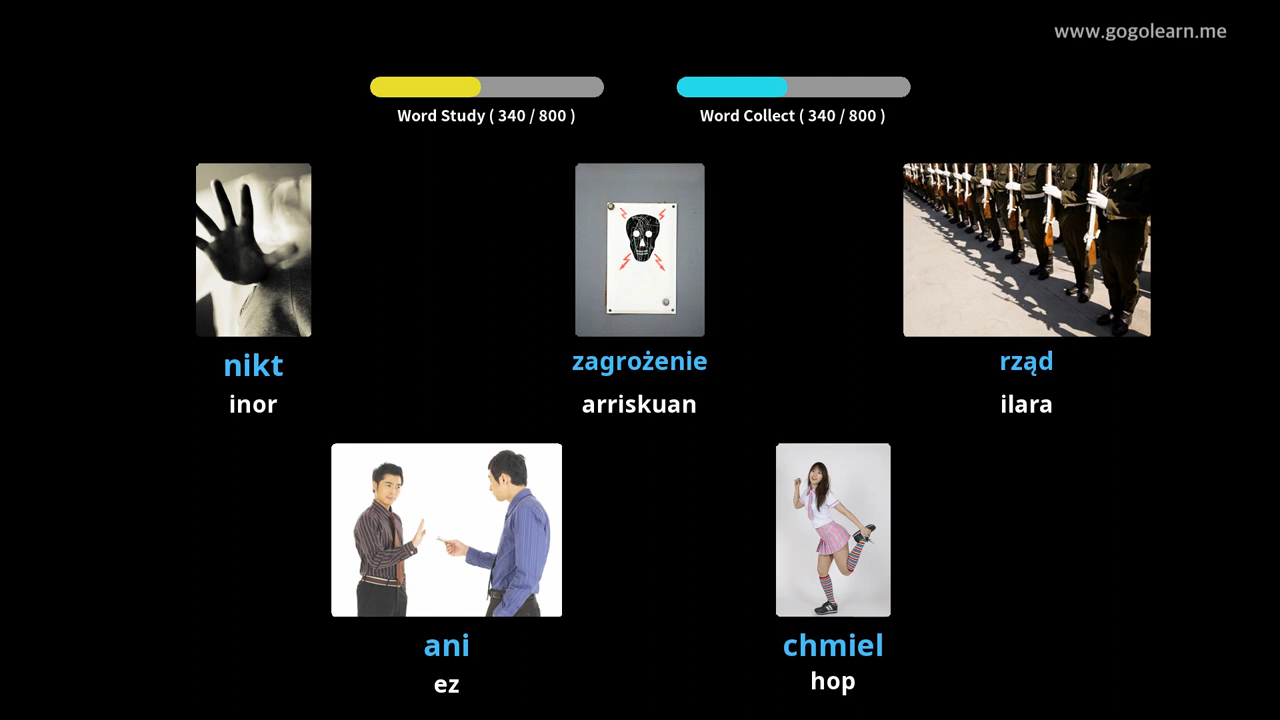 www.gogolearn.me
Word Study ( 340 / 800 )
Word Collect ( 340 / 800 )
nikt
inor
zagrożenie
arriskuan
rząd
ilara
ani
ez
chmiel
hop